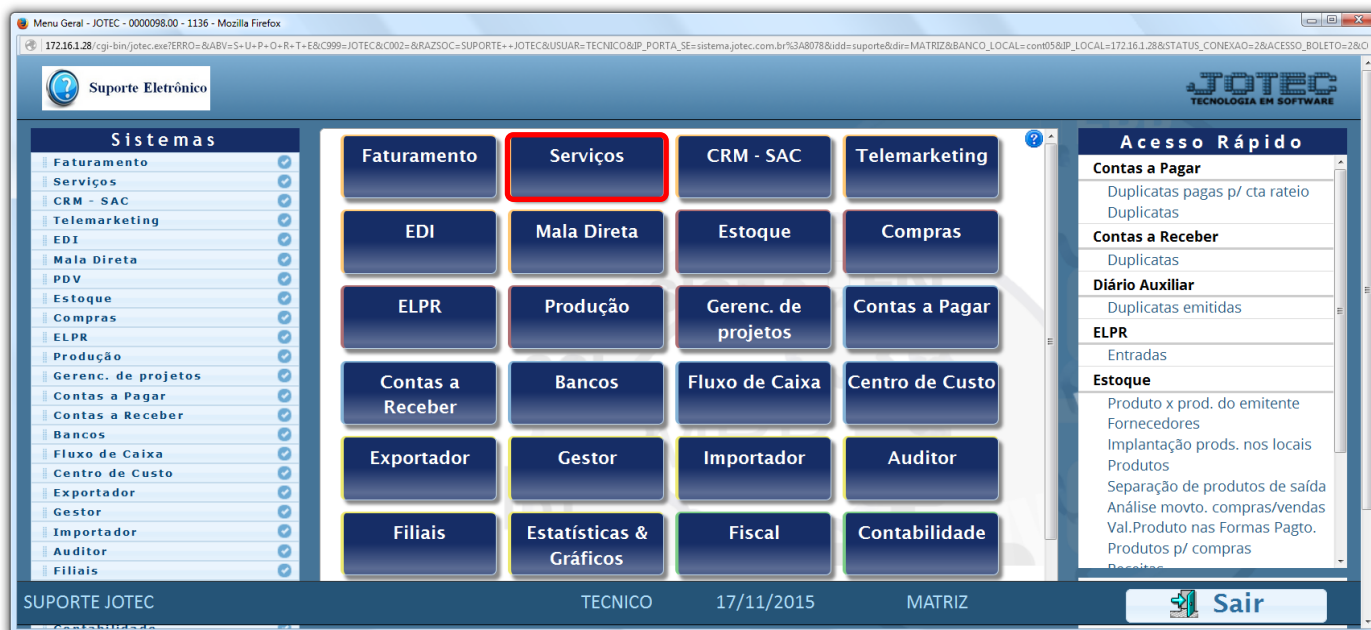 Menu Geral - JOTEC - 0000098.00 - 1136 - Mozilla Firefox
172.16.1.28/cgi-bin/jotec.exe?ERRO=&ABV=S+U+P+O+R+T+E&C999=JOTEC&C002=&RAZSOC=SUPORTE++JOTEC&USUAR=TECNICO&IP_PORTA_SE=sistema.jotec.com.br%3A8078&idd=suporte&dir=MATRIZ&BANCO_LOCAL=cont05&IP_LOCAL=172.16.1.28&STATUS_CONEXAO=2&ACESSO_BOLETO=2&O
Suporte Eletrônico
JOTEC
TECNOLOGIA EM SOFTWARE
Sistemas
Faturamento
Serviços
CRM - SAC
Telemarketing
EDI
Mala Direta
PDV
Estoque
Compras
ELPR
Produção
Gerenc. de projetos
Contas a Pagar
Contas a Receber
Bancos
Fluxo de Caixa
Centro de Custo
Exportador
Gestor
Importador
Auditor
Filiais
Contabilidade
Faturamento
Serviços
CRM - SAC
Telemarketing
EDI
Mala Direta
Estoque
Compras
ELPR
Produção
Gerenc. de
projetos
Contas a Pagar
Contas a
Receber
Bancos
Fluxo de Caixa
Centro de Custo
Exportador
Gestor
Importador
Auditor
Filiais
Estatísticas &
Gráficos
Fiscal
Contabilidade
Acesso Rápido
Contas a Pagar
Duplicatas pagas p/ cta rateio
Duplicatas
Contas a Receber
Duplicatas
Diário Auxiliar
Duplicatas emitidas
ELPR
Entradas
Estoque
Produto x prod. do emitente
Fornecedores
Implantação prods. nos locais
Produtos
Separação de produtos de saída
Análise movto. compras/vendas
Val.Produto nas Formas Pagto.
Produtos p/ compras
Receitas
SUPORTE JOTEC
TECNICO
17/11/2015
MATRIZ
Sair